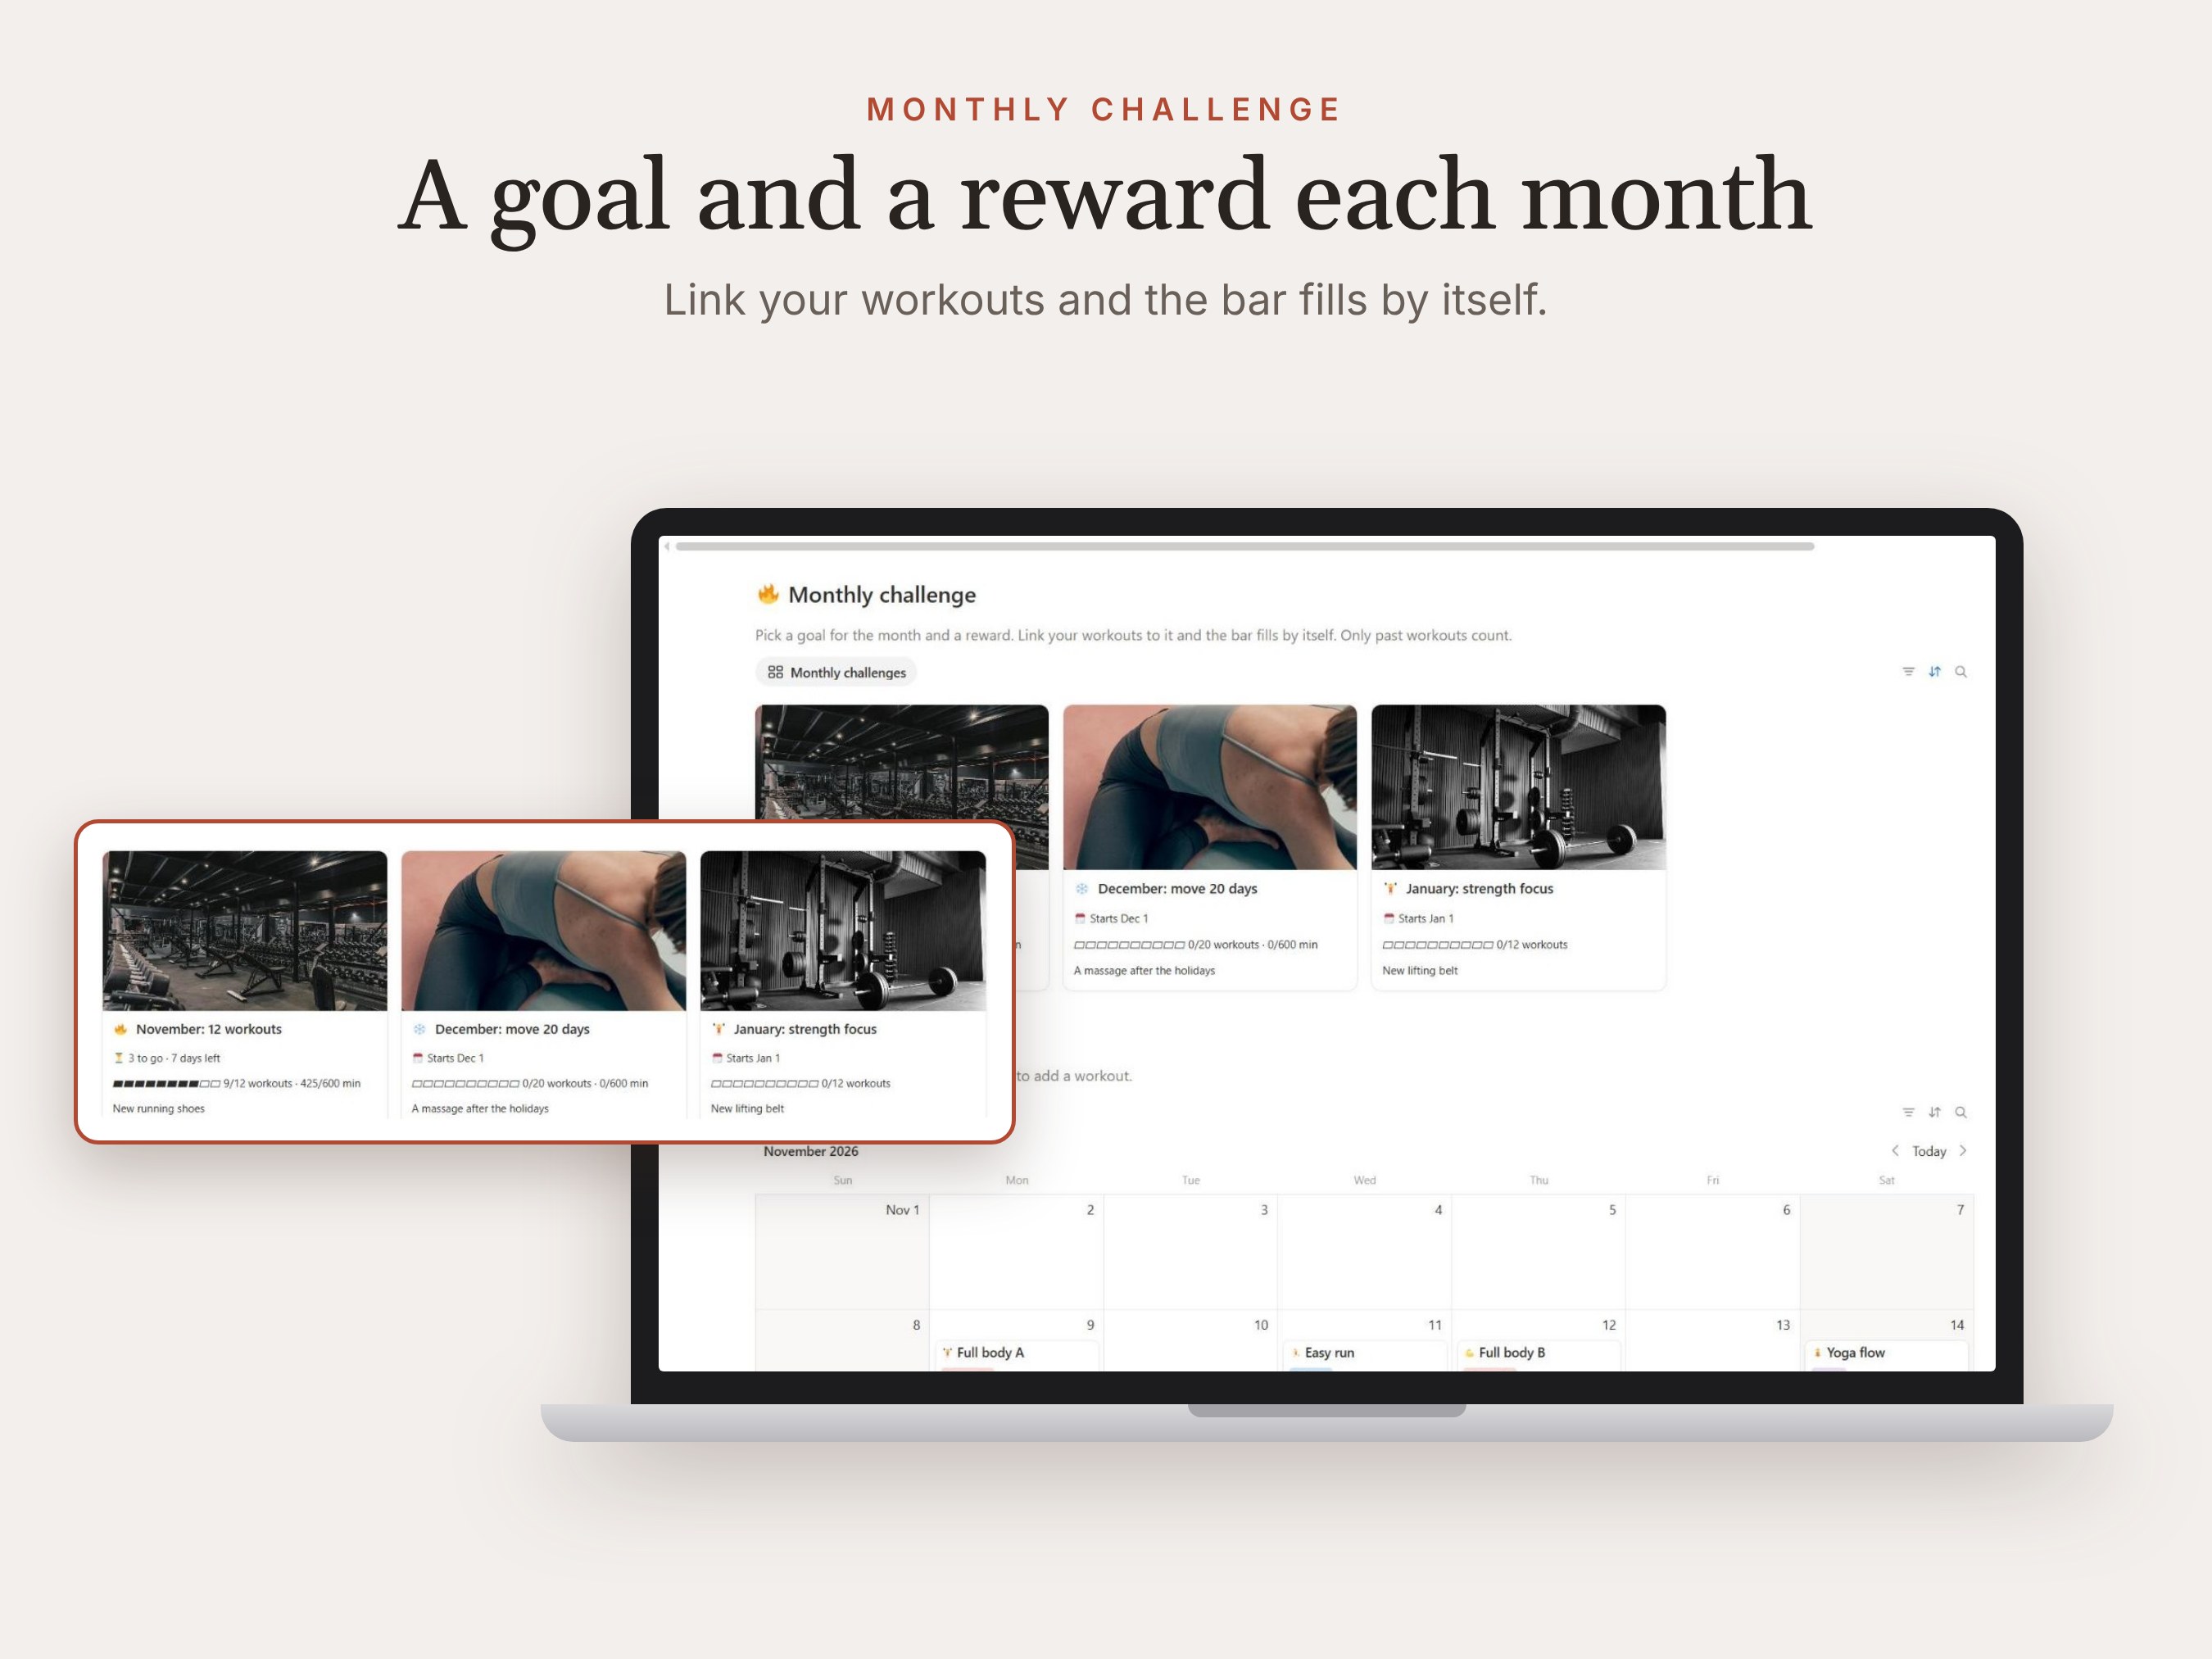 MONTHLY CHALLENGE
A goal and a reward each month
Link your workouts and the bar fills by itself.
Monthly challenge
Pick a goal for the month and a reward. Link your workouts to it and the bar fills by itself. Only past workouts count.
Monthly challenges
December: move 20 days
Starts Dec 1
0/20 workouts · 0/600 min
A massage after the holidays
January: strength focus
Starts Jan 1
0/12 workouts
New lifting belt
November: 12 workouts
3 to go · 7 days left
9/12 workouts · 425/600 min
New running shoes
December: move 20 days
Starts Dec 1
0/20 workouts · 0/600 min
A massage after the holidays
January: strength focus
Starts Jan 1
0/12 workouts
New lifting belt
to add a workout.
November 2026
Today
Sun Mon Tue Wed Thu Fri Sat
Nov 1 2 3 4 5 6 7
8 9 10 11 12 13 14
Full body A
Easy run
Full body B
Yoga flow